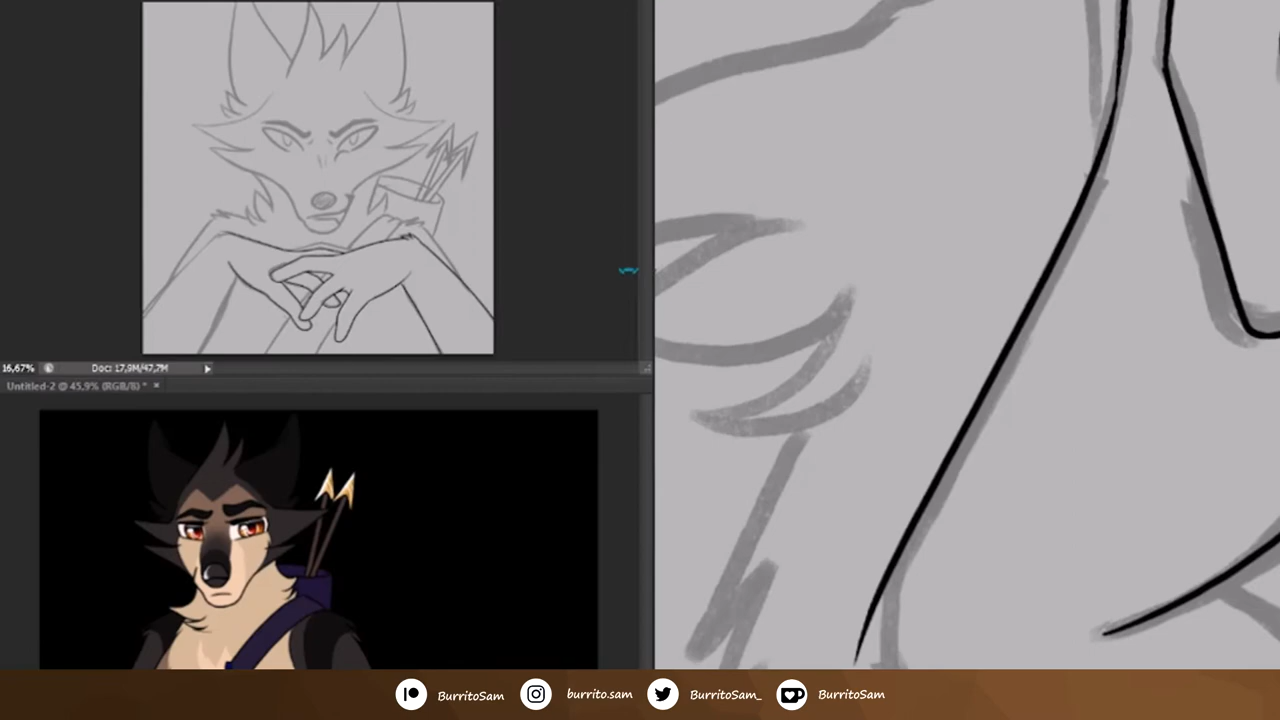 16,67%
Doc: 17,9M/47,7M
Untitled-2 @ 45,9% (RGB/8) *
BurritoSam
burrito.sam
BurritoSam_
BurritoSam